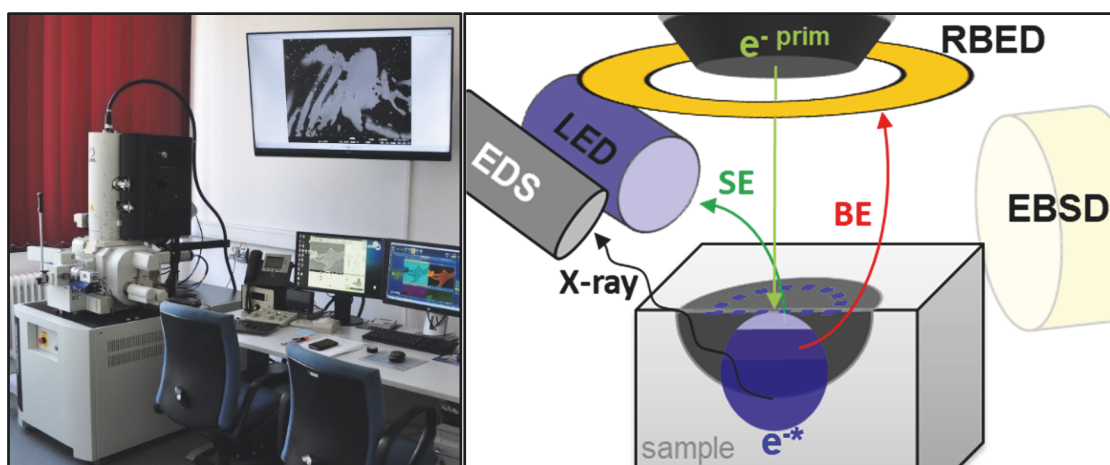 e- prim
RBED
LED
EDS
SE
BE
EBSD
X-ray
sample
e-*